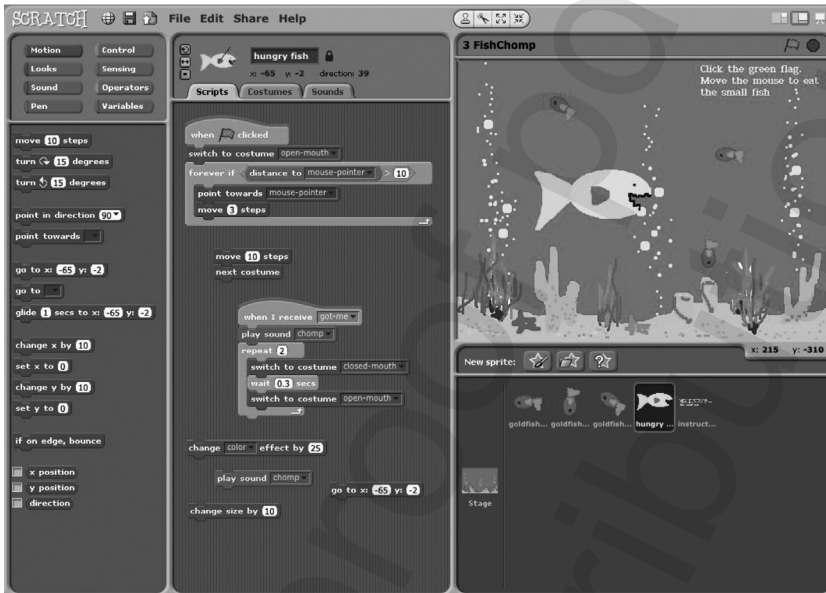 SCRATCH File Edit Share Help
Motion Control
Looks Sensing
Sound Operators
Pen Variables
move 10 steps
turn 15 degrees
turn 15 degrees
point in direction 90
point towards
go to x: -65 y: -2
go to
glide 1 secs to x: -65 y: -2
change x by 10
set x to 0
change y by 10
set y to 0
if on edge, bounce
x position
y position
direction
hungry fish
x: -65 y: -2 direction: 39
Scripts Costumes Sounds
when clicked
switch to costume open-mouth
forever if distance to mouse-pointer > 10
point towards mouse-pointer
move 3 steps
move 10 steps
next costume
when I receive got-me
play sound chomp
repeat 2
switch to costume closed-mouth
wait 0.3 secs
switch to costume open-mouth
change color effect by 25
play sound chomp
go to x: -65 y: -2
change size by 10
3 FishChomp
Click the green flag.
Move the mouse to eat
the small fish
x: 215 y: -310
New sprite:
goldfish... goldfish... goldfish... hungry ... instruct...
Stage